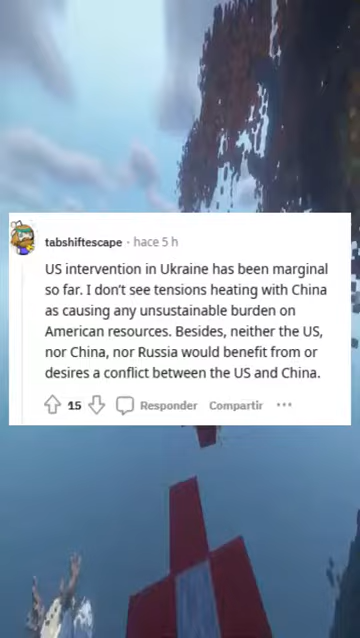 tabshiftescape · hace 5 h
US intervention in Ukraine has been marginal
so far. I don't see tensions heating with China
as causing any unsustainable burden on
American resources. Besides, neither the US,
nor China, nor Russia would benefit from or
desires a conflict between the US and China.
15 Responder Compartir ···